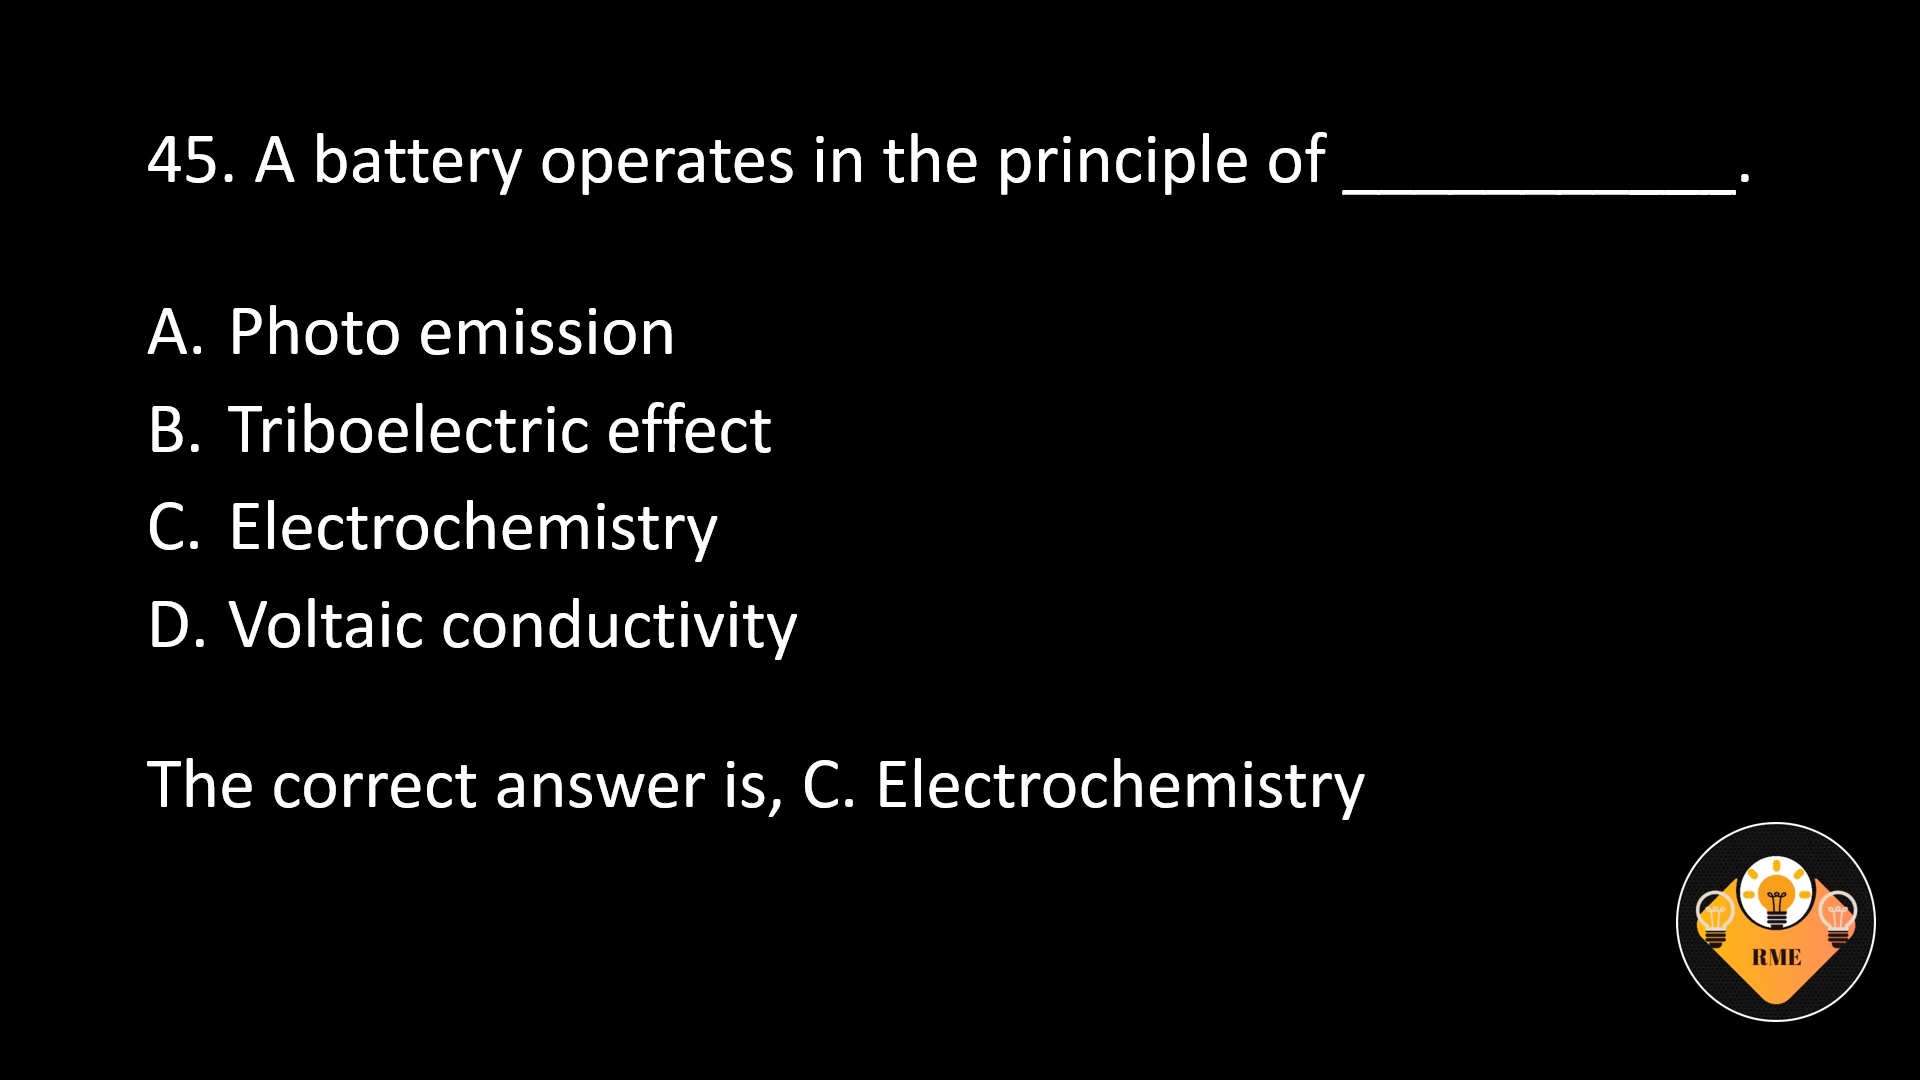 45. A battery operates in the principle of ___________.
A. Photo emission
B. Triboelectric effect
C. Electrochemistry
D. Voltaic conductivity
The correct answer is, C. Electrochemistry
RME